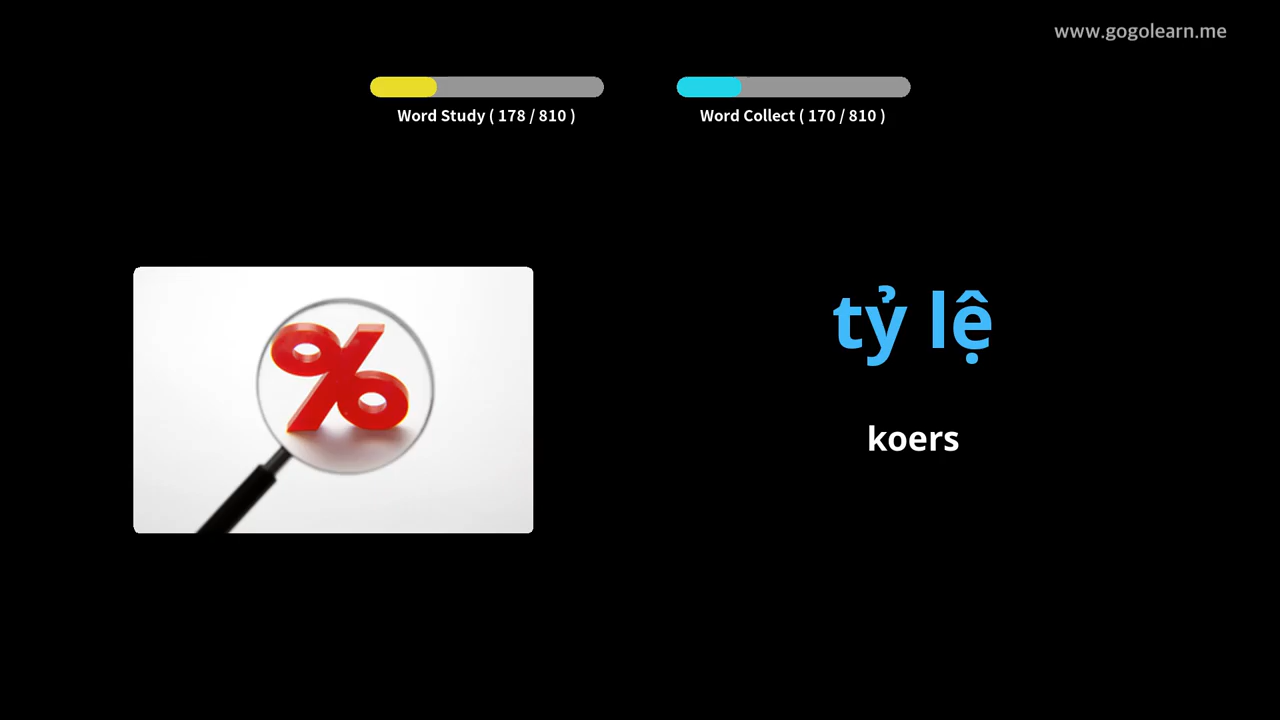 www.gogolearn.me
Word Study ( 178 / 810 )
Word Collect ( 170 / 810 )
%
tỷ lệ
koers